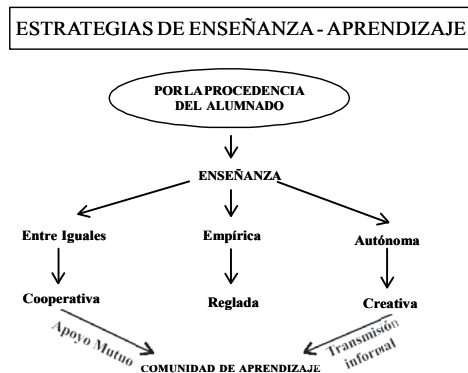 ESTRATEGIAS DE ENSEÑANZA - APRENDIZAJE
POR LA PROCEDENCIA
DEL ALUMNADO
ENSEÑANZA
Entre Iguales
Empírica
Autónoma
Cooperativa
Reglada
Creativa
Apoyo Mutuo
Transmisión
informal
COMUNIDAD DE APRENDIZAJE